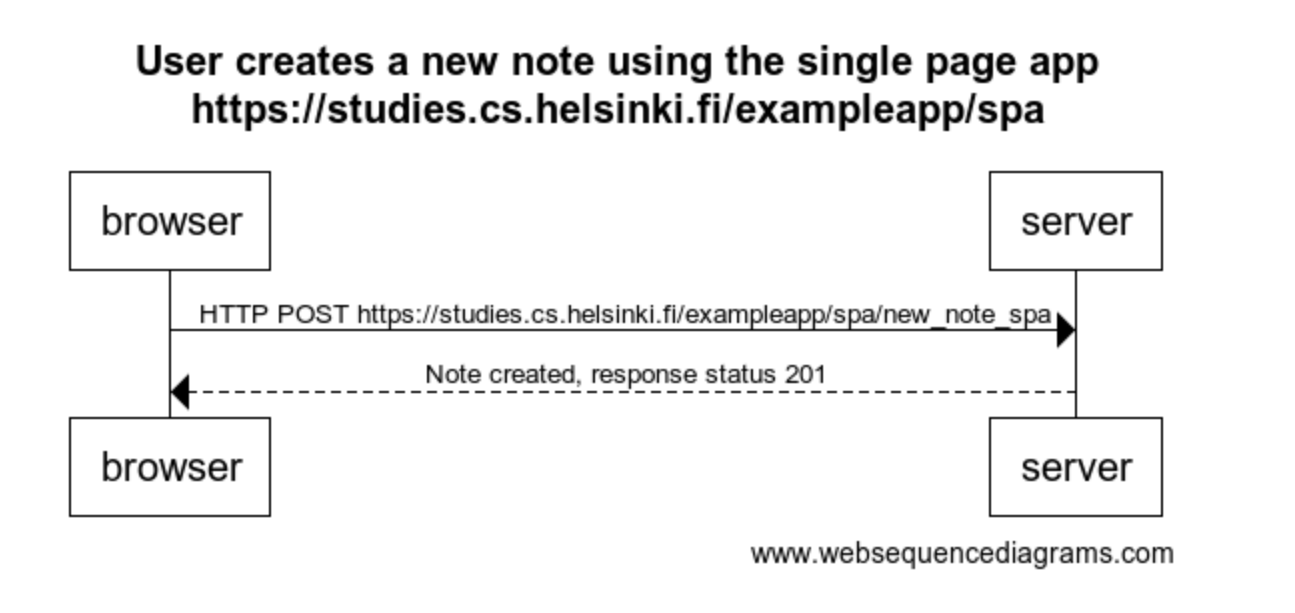 User creates a new note using the single page app
https://studies.cs.helsinki.fi/exampleapp/spa
browser
server
HTTP POST https://studies.cs.helsinki.fi/exampleapp/spa/new_note_spa
Note created, response status 201
browser
server
www.websequencediagrams.com